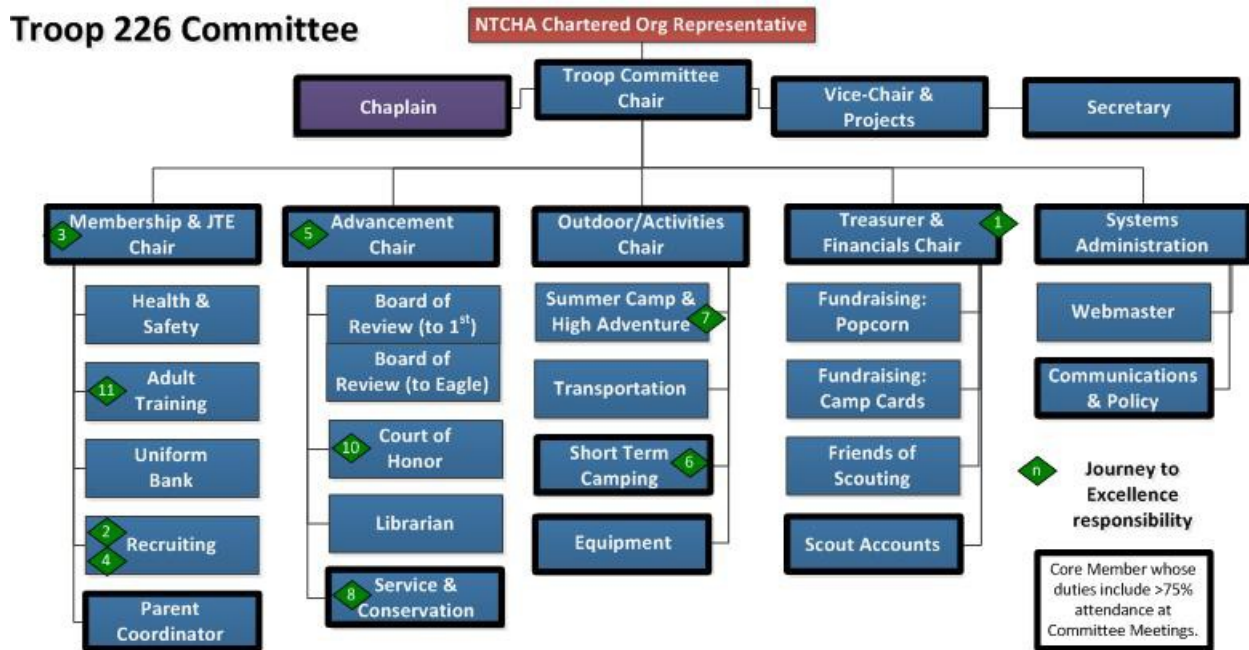 Troop 226 Committee
NTCHA Chartered Org Representative
Troop Committee
Chair
Chaplain
Vice-Chair &
Projects
Secretary
3
Membership & JTE
Chair
Health &
Safety
11
Adult
Training
Uniform
Bank
2
4
Recruiting
Parent
Coordinator
5
Advancement
Chair
Board of
Review (to 1st)
Board of
Review (to Eagle)
10
Court of
Honor
Librarian
8
Service &
Conservation
Outdoor/Activities
Chair
Summer Camp &
High Adventure
7
Transportation
Short Term
Camping
6
Equipment
Treasurer &
Financials Chair
1
Fundraising:
Popcorn
Fundraising:
Camp Cards
Friends of
Scouting
Scout Accounts
Systems
Administration
Webmaster
Communications
& Policy
n
Journey to
Excellence
responsibility
Core Member whose
duties include >75%
attendance at
Committee Meetings.